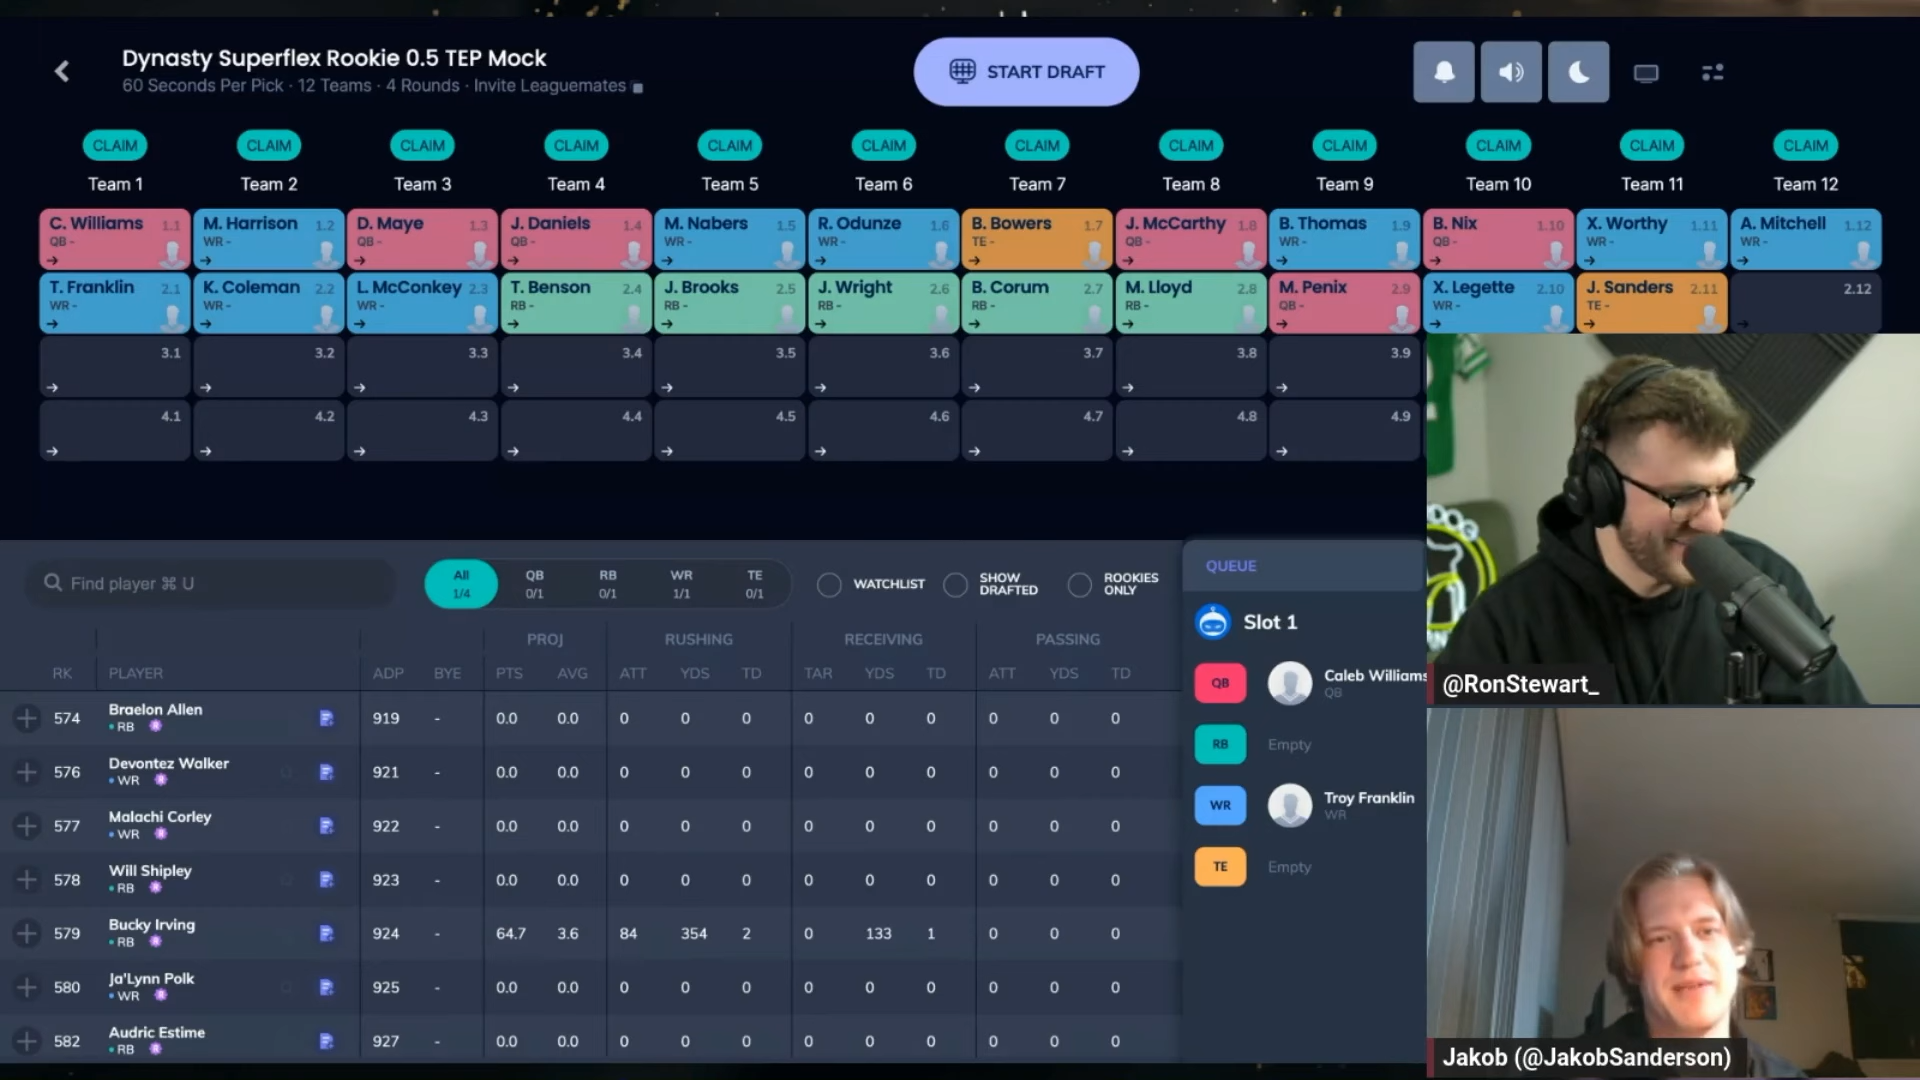 Dynasty Superflex Rookie 0.5 TEP Mock
60 Seconds Per Pick · 12 Teams · 4 Rounds · Invite Leaguemates
START DRAFT
CLAIM CLAIM CLAIM CLAIM CLAIM CLAIM CLAIM CLAIM CLAIM CLAIM CLAIM CLAIM
Team 1 Team 2 Team 3 Team 4 Team 5 Team 6 Team 7 Team 8 Team 9 Team 10 Team 11 Team 12
C. Williams 1.1 M. Harrison 1.2 D. Maye 1.3 J. Daniels 1.4 M. Nabers 1.5 R. Odunze 1.6 B. Bowers 1.7 J. McCarthy 1.8 B. Thomas 1.9 B. Nix 1.10 X. Worthy 1.11 A. Mitchell 1.12
QB - WR - QB - QB - WR - WR - TE - QB - WR - QB - WR - WR -
T. Franklin 2.1 K. Coleman 2.2 L. McConkey 2.3 T. Benson 2.4 J. Brooks 2.5 J. Wright 2.6 B. Corum 2.7 M. Lloyd 2.8 M. Penix 2.9 X. Legette 2.10 J. Sanders 2.11 2.12
WR - WR - WR - RB - RB - RB - RB - RB - QB - WR - TE -
3.1 3.2 3.3 3.4 3.5 3.6 3.7 3.8 3.9
4.1 4.2 4.3 4.4 4.5 4.6 4.7 4.8 4.9
Find player ⌘ U
All QB RB WR TE
1/4 0/1 0/1 1/1 0/1
WATCHLIST
SHOW
DRAFTED
ROOKIES
ONLY
PROJ RUSHING RECEIVING PASSING
RK PLAYER ADP BYE PTS AVG ATT YDS TD TAR YDS TD ATT YDS TD
574 Braelon Allen 919 - 0.0 0.0 0 0 0 0 0 0 0 0 0
RB
576 Devontez Walker 921 - 0.0 0.0 0 0 0 0 0 0 0 0 0
WR
577 Malachi Corley 922 - 0.0 0.0 0 0 0 0 0 0 0 0 0
WR
578 Will Shipley 923 - 0.0 0.0 0 0 0 0 0 0 0 0 0
RB
579 Bucky Irving 924 - 64.7 3.6 84 354 2 0 133 1 0 0 0
RB
580 Ja'Lynn Polk 925 - 0.0 0.0 0 0 0 0 0 0 0 0 0
WR
582 Audric Estime 927 - 0.0 0.0 0 0 0 0 0 0 0 0 0
RB
QUEUE
Slot 1
QB Caleb Williams
QB
RB Empty
WR Troy Franklin
WR
TE Empty
@RonStewart_
Jakob (@JakobSanderson)